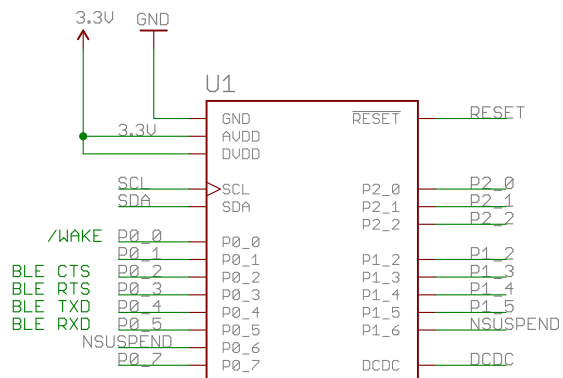 3.3V GND
U1
GND RESET RESET
3.3V AVDD
DVDD
SCL SCL P2_0 P2_0
SDA SDA P2_1 P2_1
P2_2 P2_2
/WAKE P0_0 P0_0
P0_1 P0_1 P1_2 P1_2
BLE CTS P0_2 P0_2 P1_3 P1_3
BLE RTS P0_3 P0_3 P1_4 P1_4
BLE TXD P0_4 P0_4 P1_5 P1_5
BLE RXD P0_5 P0_5 P1_6 NSUSPEND
NSUSPEND P0_6
P0_7 P0_7 DCDC DCDC